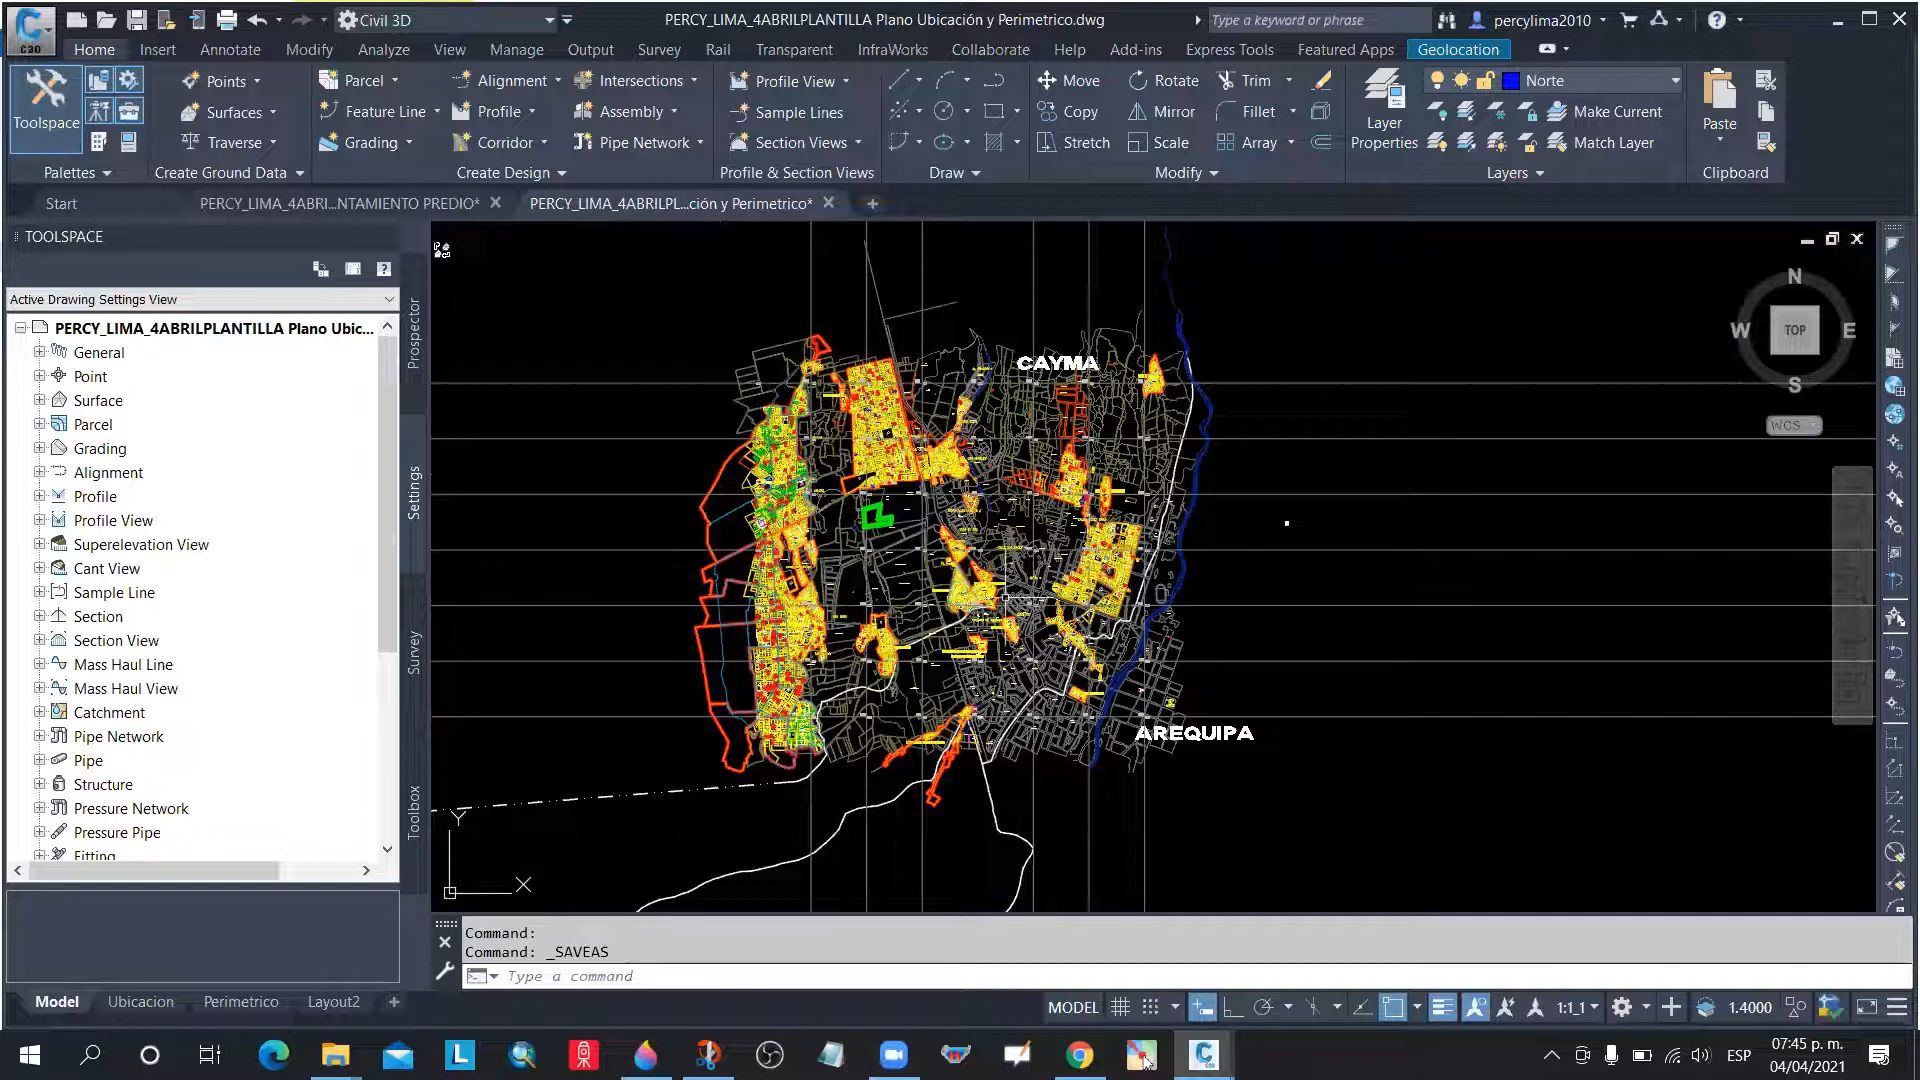 Civil 3D
PERCY_LIMA_4ABRILPLANTILLA Plano Ubicación y Perimetrico.dwg
Type a keyword or phrase
percylima2010
C3D
Home Insert Annotate Modify Analyze View Manage Output Survey Rail Transparent InfraWorks Collaborate Help Add-ins Express Tools Featured Apps Geolocation
Points Parcel Alignment Intersections Profile View Move Rotate Trim Norte
Toolspace Surfaces Feature Line Profile Assembly Sample Lines Copy Mirror Fillet Layer Properties Make Current Paste
Traverse Grading Corridor Pipe Network Section Views Stretch Scale Array Match Layer
Palettes Create Ground Data Create Design Profile & Section Views Draw Modify Layers Clipboard
Start PERCY_LIMA_4ABRI...NTAMIENTO PREDIO* PERCY_LIMA_4ABRILPL...ción y Perimetrico*
TOOLSPACE
Active Drawing Settings View
PERCY_LIMA_4ABRILPLANTILLA Plano Ubic...
General
Point
Surface
Parcel
Grading
Alignment
Profile
Profile View
Superelevation View
Cant View
Sample Line
Section
Section View
Mass Haul Line
Mass Haul View
Catchment
Pipe Network
Pipe
Structure
Pressure Network
Pressure Pipe
Fitting
Prospector
Settings
Survey
Toolbox
CAYMA
AREQUIPA
N
W TOP E
S
WCS
Y
X
Command:
Command: _SAVEAS
Type a command
Model Ubicacion Perimetrico Layout2
MODEL 1:1_1 1.4000
ESP
07:45 p. m.
04/04/2021